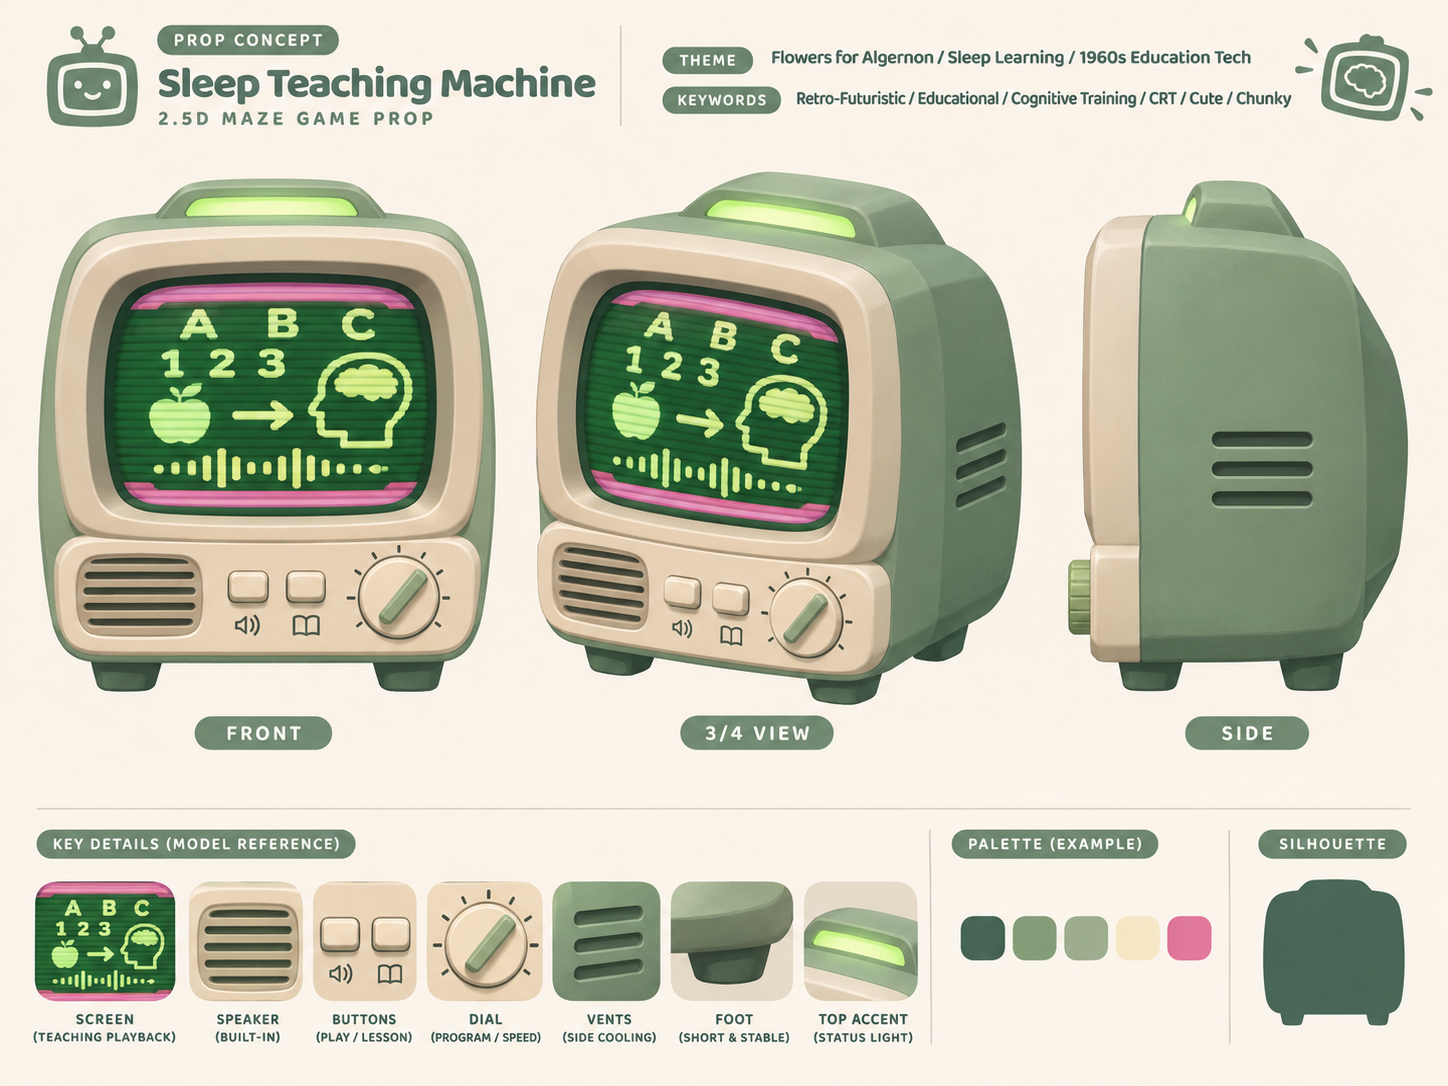 PROP CONCEPT
Sleep Teaching Machine
2.5D MAZE GAME PROP
THEME
Flowers for Algernon / Sleep Learning / 1960s Education Tech
KEYWORDS
Retro-Futuristic / Educational / Cognitive Training / CRT / Cute / Chunky
A B C
1 2 3
A B C
1 2 3
FRONT
3/4 VIEW
SIDE
KEY DETAILS (MODEL REFERENCE)
A B C
1 2 3
SCREEN
(TEACHING PLAYBACK)
SPEAKER
(BUILT-IN)
BUTTONS
(PLAY / LESSON)
DIAL
(PROGRAM / SPEED)
VENTS
(SIDE COOLING)
FOOT
(SHORT & STABLE)
TOP ACCENT
(STATUS LIGHT)
PALETTE (EXAMPLE)
SILHOUETTE